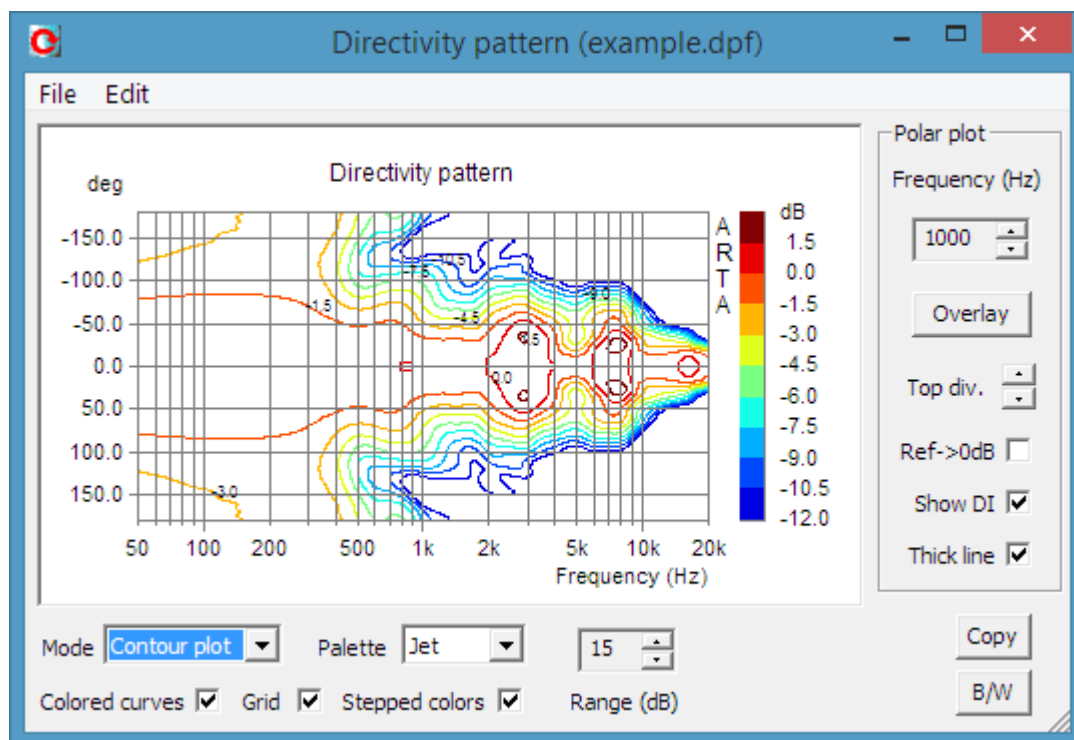 Directivity pattern (example.dpf)
File Edit
Directivity pattern
deg
-150.0
-100.0
-50.0
0.0
50.0
100.0
150.0
50 100 200 500 1k 2k 5k 10k 20k
Frequency (Hz)
-1.5
-3.0
-4.5
-7.5
-10.5
-9.0
0.0
A
R
T
A
dB
1.5
0.0
-1.5
-3.0
-4.5
-6.0
-7.5
-9.0
-10.5
-12.0
Polar plot
Frequency (Hz)
1000
Overlay
Top div.
Ref->0dB
Show DI
Thick line
Mode Contour plot Palette Jet 15
Colored curves Grid Stepped colors Range (dB)
Copy
B/W